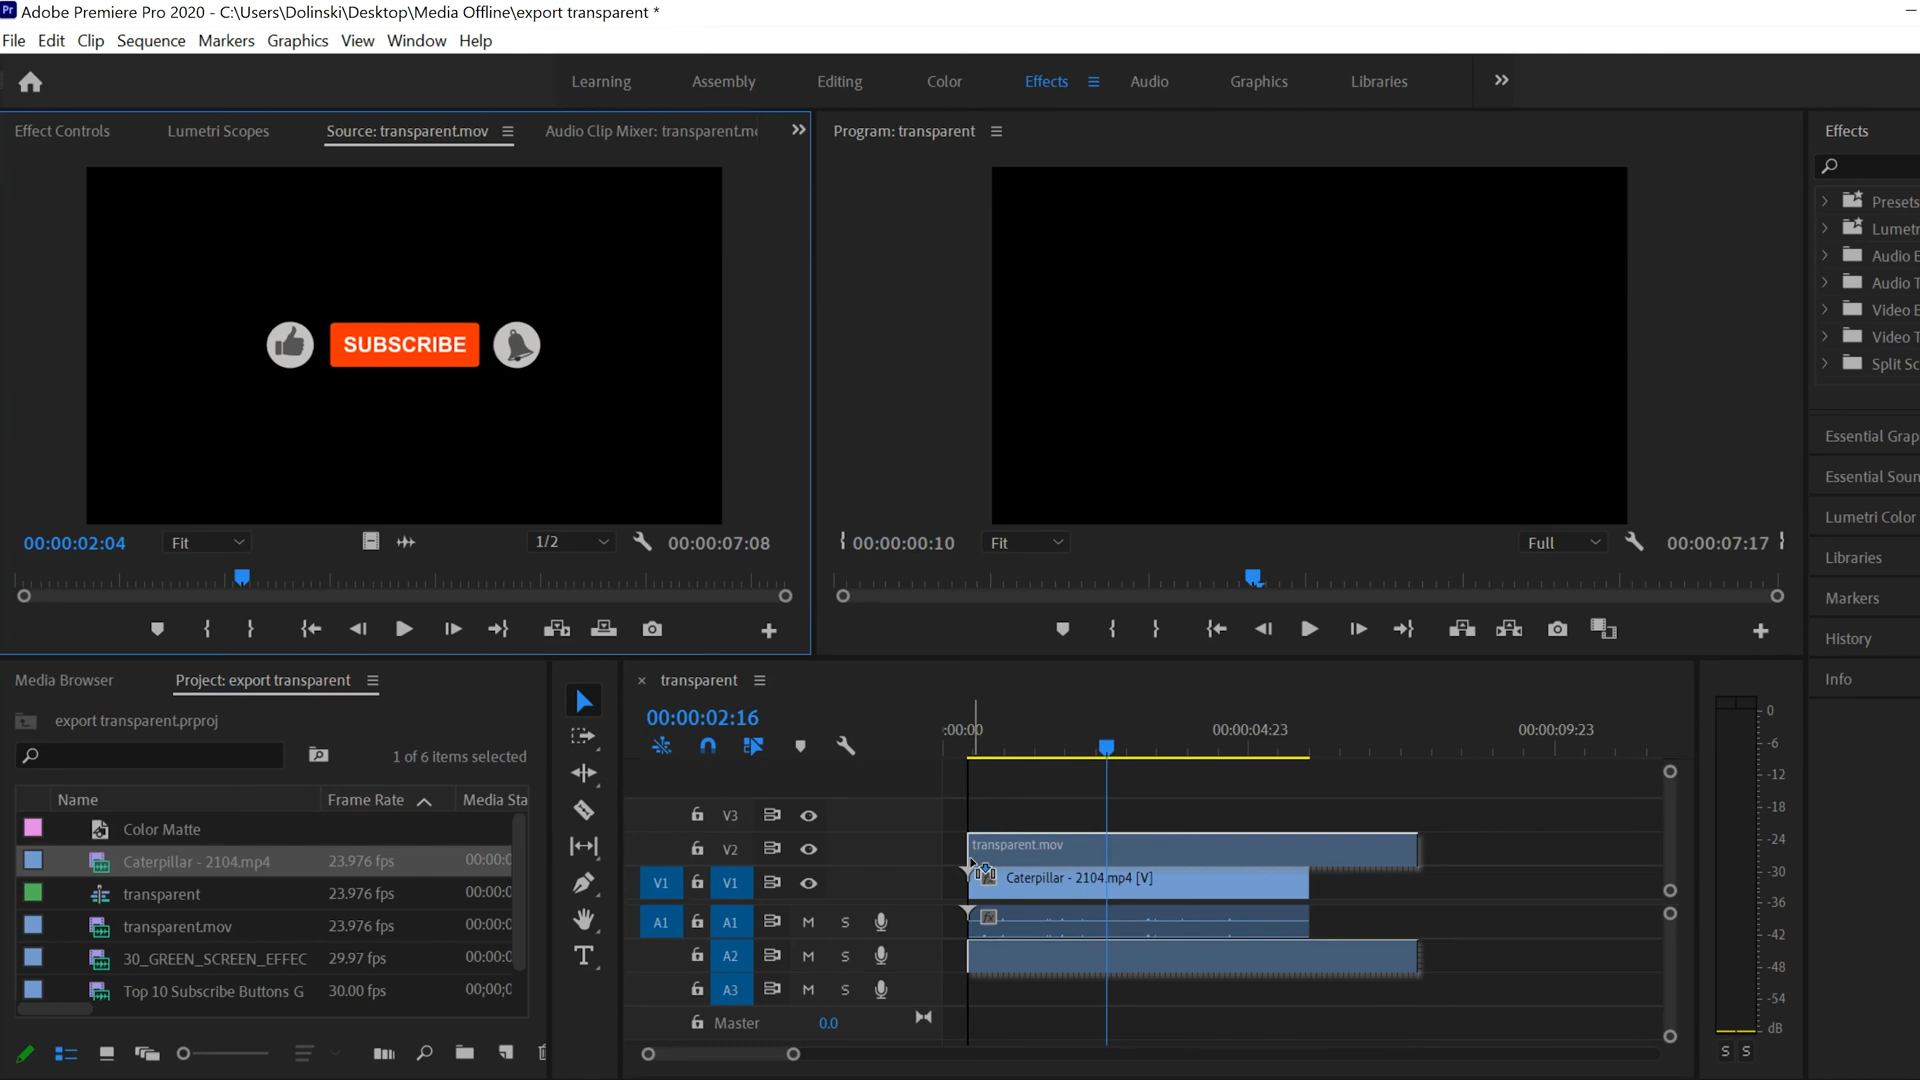 Pr Adobe Premiere Pro 2020 - C:\Users\Dolinski\Desktop\Media Offline\export transparent *
File Edit Clip Sequence Markers Graphics View Window Help
Learning Assembly Editing Color Effects Audio Graphics Libraries
Effect Controls Lumetri Scopes Source: transparent.mov Audio Clip Mixer: transparent.m
Program: transparent
Effects
SUBSCRIBE
Presets
Lumetr
Audio E
Audio T
Video E
Video T
Split Sc
Essential Grap
Essential Soun
Lumetri Color
Libraries
Markers
History
Info
00:00:02:04 Fit 1/2 00:00:07:08
00:00:00:10 Fit Full 00:00:07:17
Media Browser Project: export transparent
export transparent.prproj
1 of 6 items selected
Name Frame Rate Media Sta
Color Matte
Caterpillar - 2104.mp4 23.976 fps 00:00:0
transparent 23.976 fps 00:00:0
transparent.mov 23.976 fps 00:00:0
30_GREEN_SCREEN_EFFEC 29.97 fps 00:00:0
Top 10 Subscribe Buttons G 30.00 fps 00;00;0
transparent
00:00:02:16
:00:00 00:00:04:23 00:00:09:23
V3
V2 transparent.mov
V1 V1 fx Caterpillar - 2104.mp4 [V]
A1 A1 M S fx
A2 M S
A3 M S
Master 0.0
0
-6
-12
-18
-24
-30
-36
-42
-48
-54
dB
S S